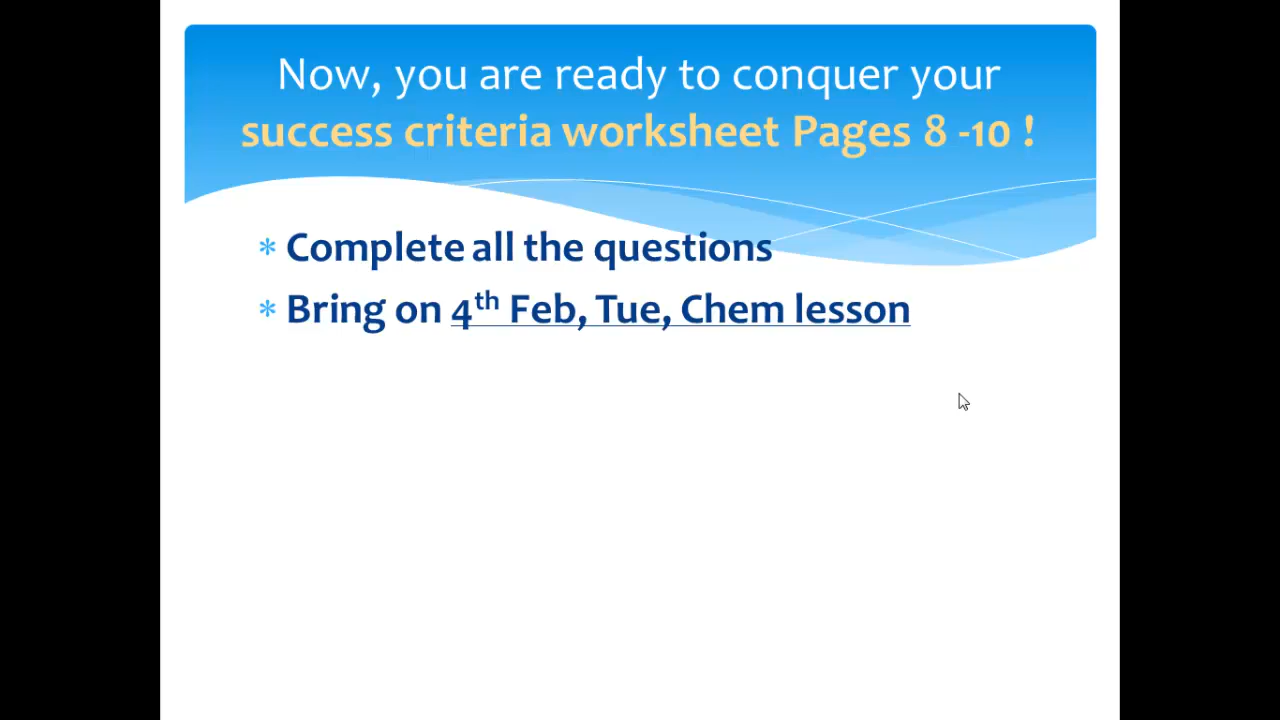 Now, you are ready to conquer your
success criteria worksheet Pages 8 -10 !
* Complete all the questions
* Bring on 4th Feb, Tue, Chem lesson